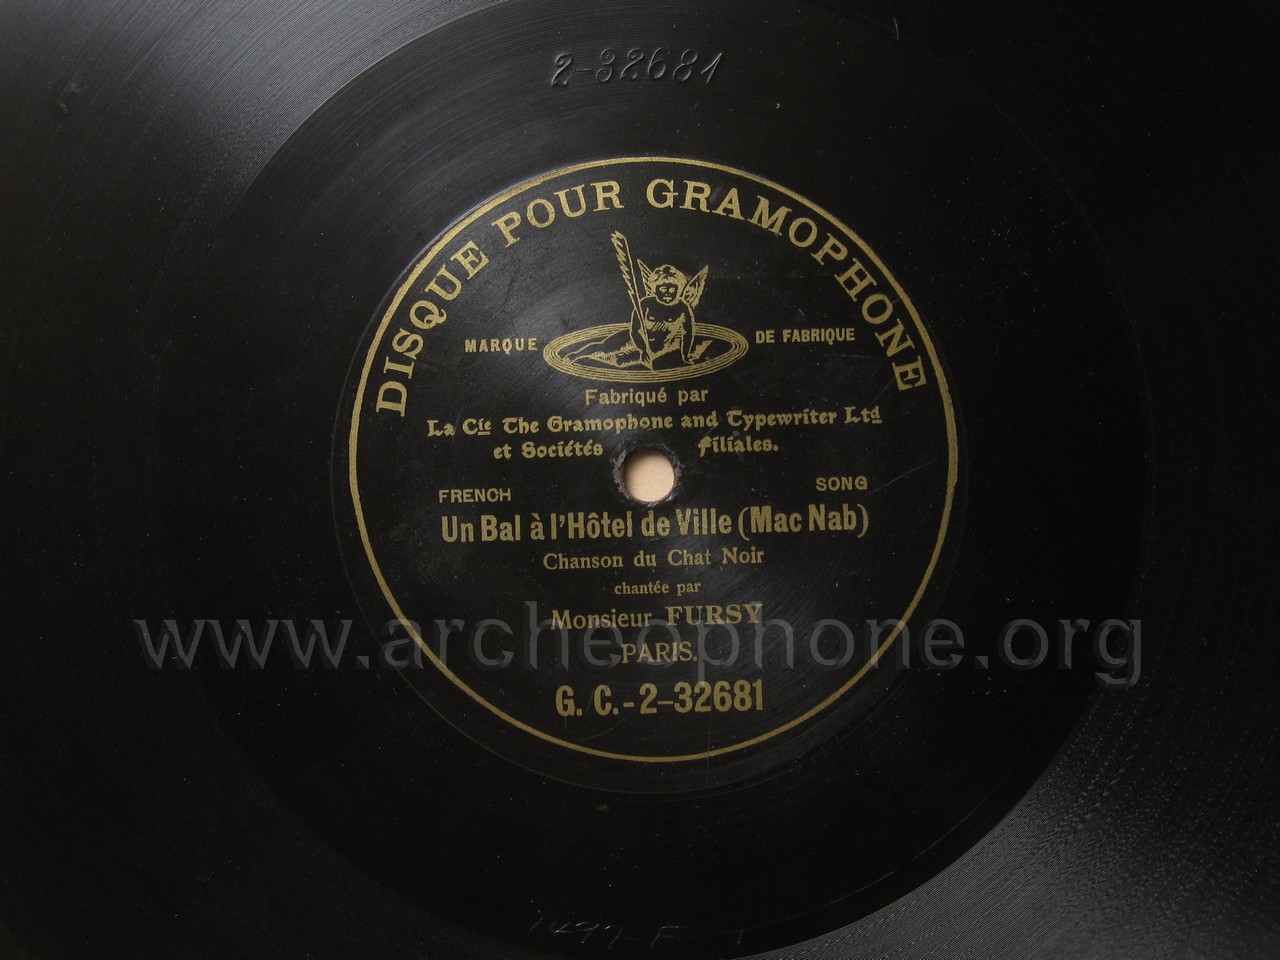 2-32681
DISQUE POUR GRAMOPHONE
MARQUE DE FABRIQUE
Fabriqué par
La Cie The Gramophone and Typewriter Ltd
et Sociétés filiales.
FRENCH SONG
Un Bal à l'Hôtel de Ville (Mac Nab)
Chanson du Chat Noir
chantée par
Monsieur FURSY
www.archeophone.org
PARIS.
G. C.-2-32681